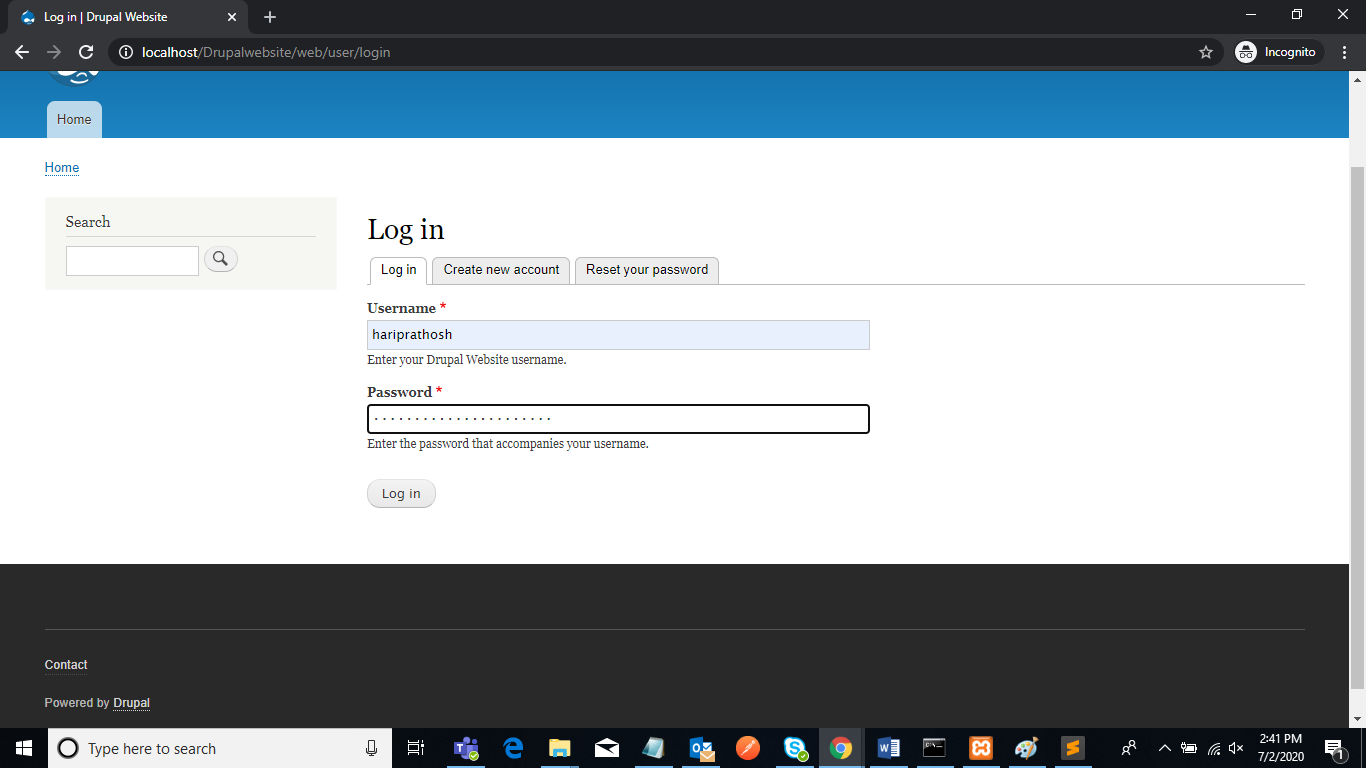 Log in | Drupal Website
localhost/Drupalwebsite/web/user/login
Incognito
Home
Home
Search
Log in
Log in
Create new account
Reset your password
Username *
hariprathosh
Enter your Drupal Website username.
Password *
Enter the password that accompanies your username.
Log in
Contact
Powered by Drupal
Type here to search
2:41 PM
7/2/2020
1